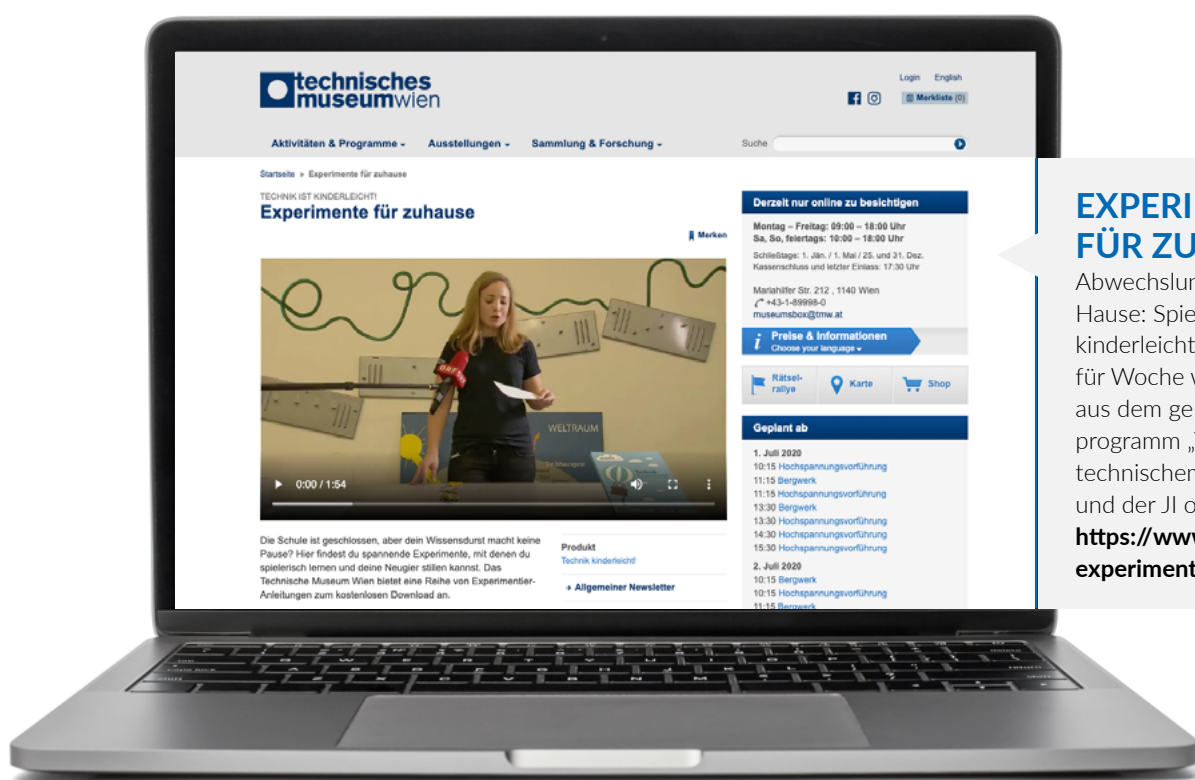 technisches
museumwien
Login English
Merkliste (0)
Aktivitäten & Programme
Ausstellungen
Sammlung & Forschung
Suche
Startseite » Experimente für zuhause
TECHNIK IST KINDERLEICHT!
Experimente für zuhause
Merken
ORF
WELTRAUM
0:00 / 1:54
Die Schule ist geschlossen, aber dein Wissensdurst macht keine
Pause? Hier findest du spannende Experimente, mit denen du
spielerisch lernen und deine Neugier stillen kannst. Das
Technische Museum Wien bietet eine Reihe von Experimentier-
Anleitungen zum kostenlosen Download an.
Produkt
Technik kinderleicht!
Allgemeiner Newsletter
Derzeit nur online zu besichtigen
Montag – Freitag: 09:00 – 18:00 Uhr
Sa, So, feiertags: 10:00 – 18:00 Uhr
Schließtage: 1. Jän. / 1. Mai / 25. und 31. Dez.
Kassenschluss und letzter Einlass: 17:30 Uhr
Mariahilfer Str. 212 , 1140 Wien
+43-1-89998-0
museumsbox@tmw.at
i Preise & Informationen
Choose your language
Rätsel-
rallye
Karte
Shop
Geplant ab
1. Juli 2020
10:15 Hochspannungsvorführung
11:15 Bergwerk
11:15 Hochspannungsvorführung
13:30 Bergwerk
13:30 Hochspannungsvorführung
14:30 Hochspannungsvorführung
15:30 Hochspannungsvorführung
2. Juli 2020
10:15 Bergwerk
10:15 Hochspannungsvorführung
11:15 Bergwerk
EXPERI
FÜR ZU
Abwechslun
Hause: Spie
kinderleicht
für Woche
aus dem ge
programm „
technischen
und der JI o
https://www
experiment